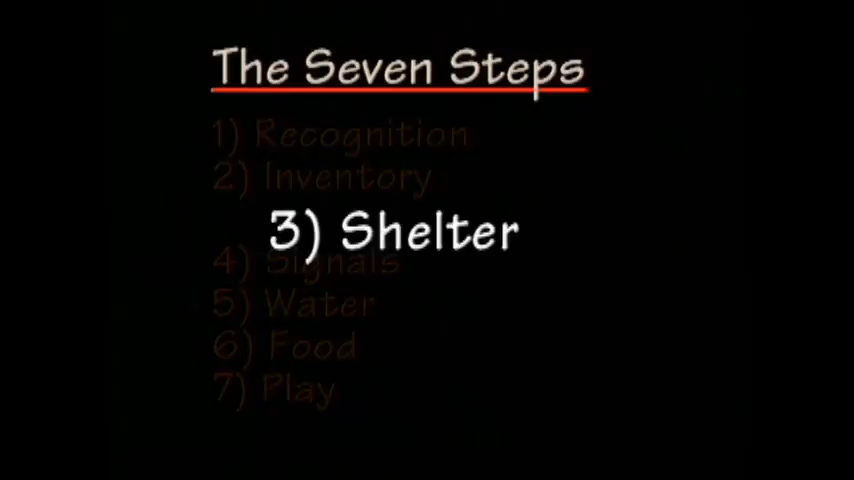 The Seven Steps
1) Recognition
2) Inventory
3) Shelter
4) Signals
5) Water
6) Food
7) Play